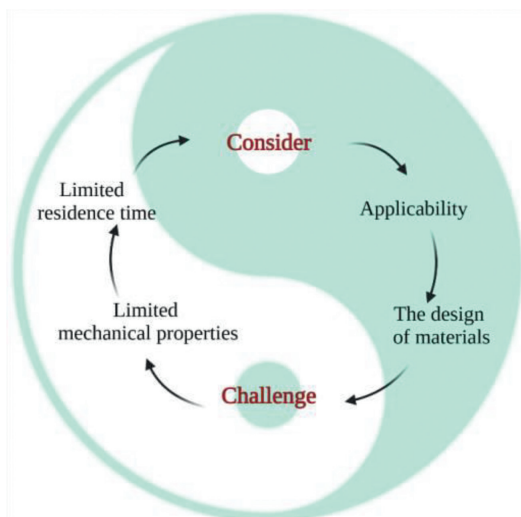 Consider
Limited
residence time
Applicability
Limited
mechanical properties
The design
of materials
Challenge